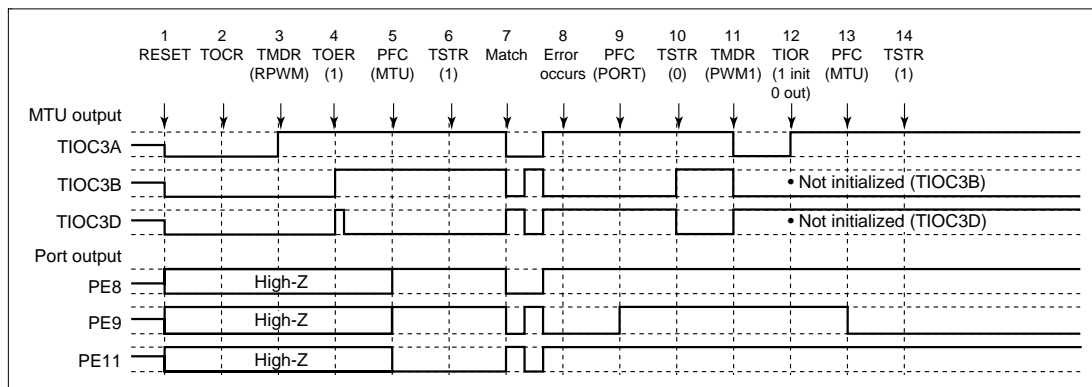 1 2 3 4 5 6 7 8 9 10 11 12 13 14
RESET TOCR TMDR TOER PFC TSTR Match Error PFC TSTR TMDR TIOR PFC TSTR
(RPWM) (1) (MTU) (1) occurs (PORT) (0) (PWM1) (1 init (MTU) (1)
0 out)
MTU output
TIOC3A
TIOC3B • Not initialized (TIOC3B)
TIOC3D • Not initialized (TIOC3D)
Port output
PE8 High-Z
PE9 High-Z
PE11 High-Z